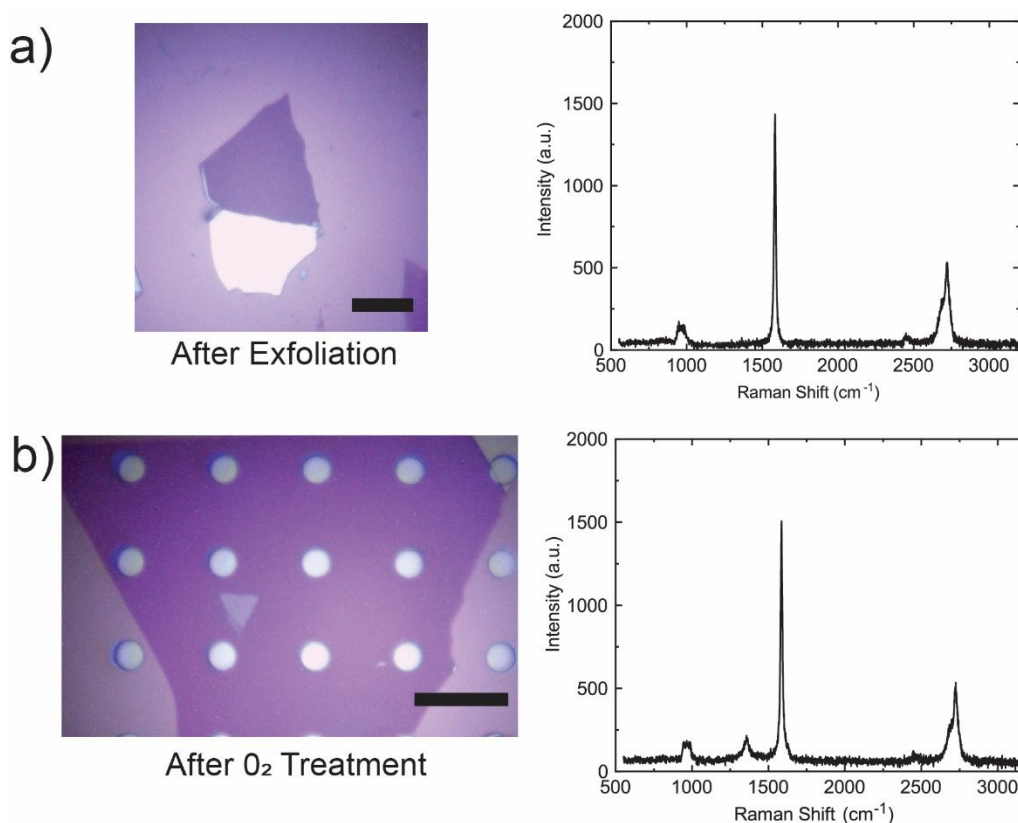 a)
After Exfoliation
2000
1500
1000
500
0
Intensity (a.u.)
500 1000 1500 2000 2500 3000
Raman Shift (cm⁻¹)
b)
After 0₂ Treatment
2000
1500
1000
500
0
Intensity (a.u.)
500 1000 1500 2000 2500 3000
Raman Shift (cm⁻¹)